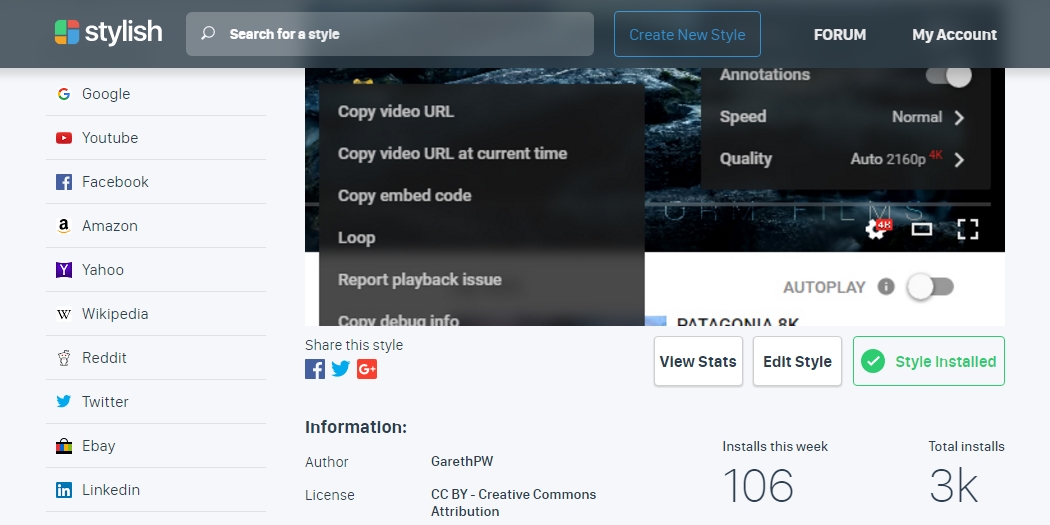 stylish
Search for a style
Create New Style
FORUM
My Account
Google
Youtube
Facebook
Amazon
Yahoo
Wikipedia
Reddit
Twitter
Ebay
Linkedin
Copy video URL
Copy video URL at current time
Copy embed code
Loop
Report playback issue
Copy debug info
Annotations
Speed Normal
Quality Auto 2160p 4K
OHM FILMS
4K
AUTOPLAY
PATAGONIA 8K
Share this style
View Stats
Edit Style
Style Installed
Information:
Author GarethPW
License CC BY - Creative Commons
Attribution
Installs this week
106
Total installs
3k